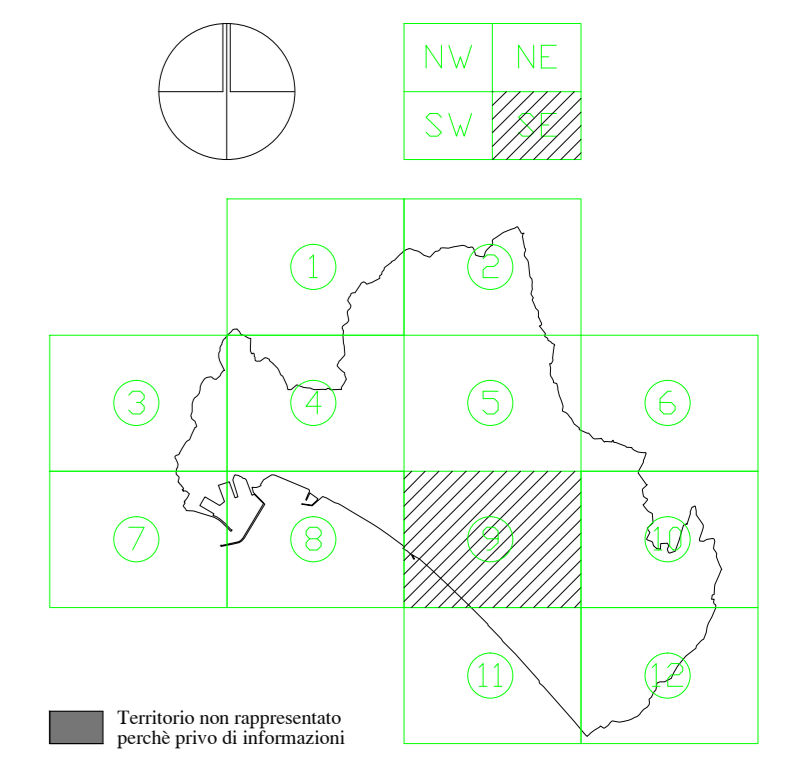 NW NE
SW SE
1 2
3 4 5 6
7 8 9 10
11 12
Territorio non rappresentato
perchè privo di informazioni